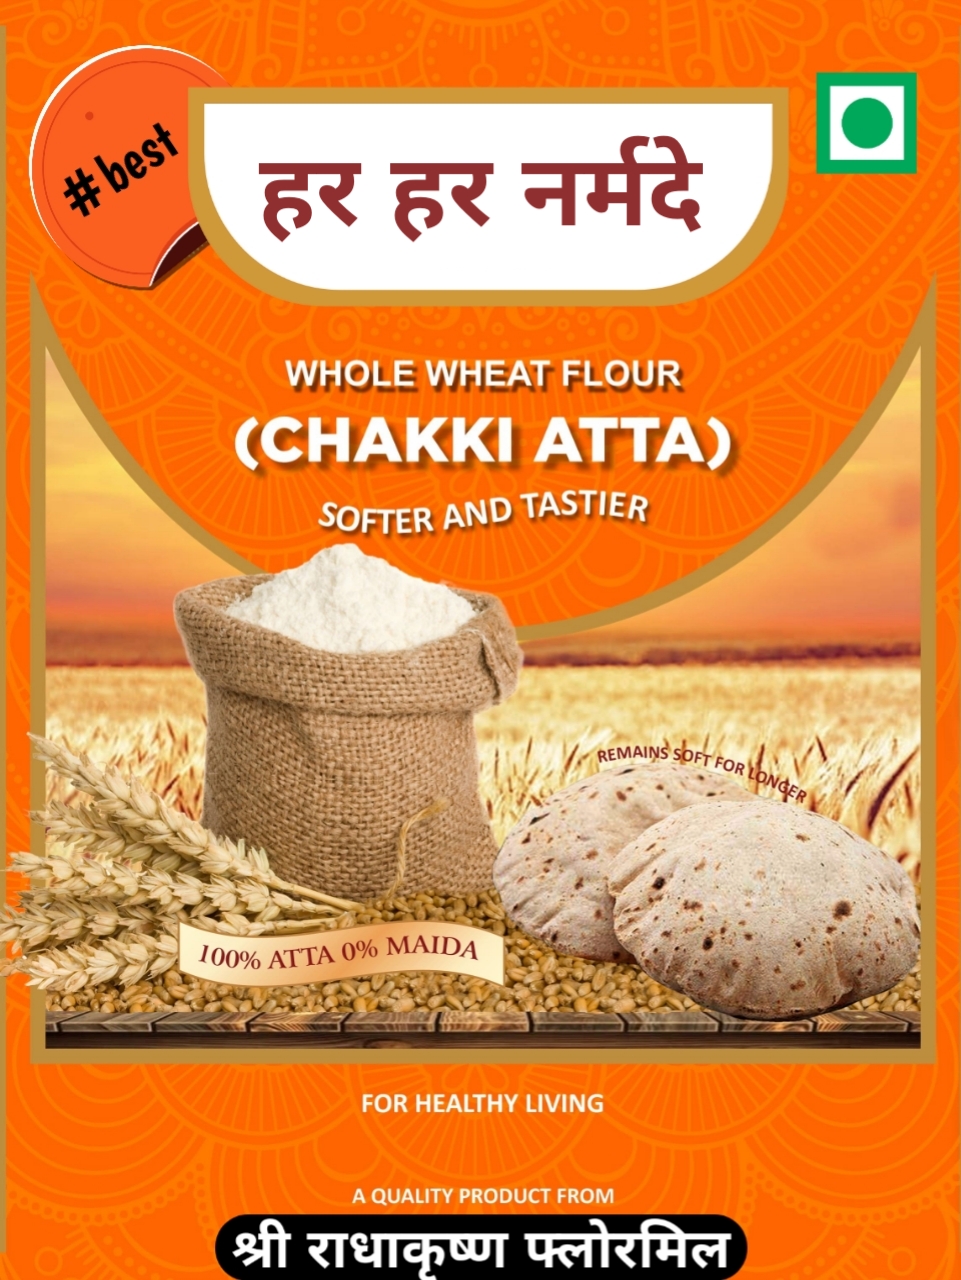 #best
हर हर नर्मदे
WHOLE WHEAT FLOUR
(CHAKKI ATTA)
SOFTER AND TASTIER
REMAINS SOFT FOR LONGER
100% ATTA 0% MAIDA
FOR HEALTHY LIVING
A QUALITY PRODUCT FROM
श्री राधाकृष्ण फ्लोरमिल